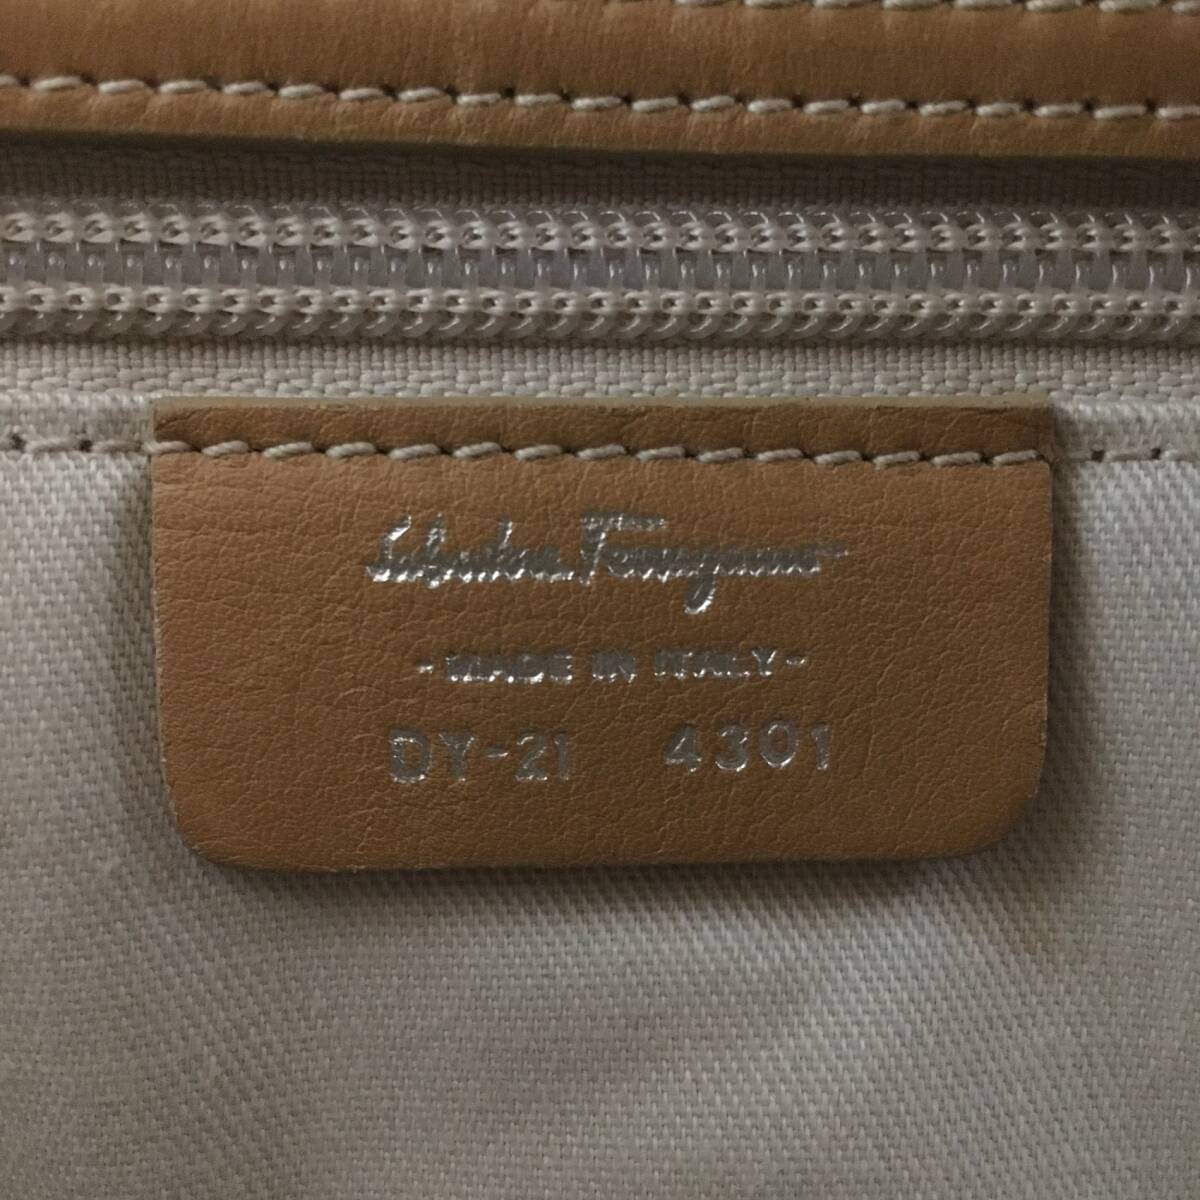 Salvatore Ferragamo
- MADE IN ITALY -
DY-21 4301